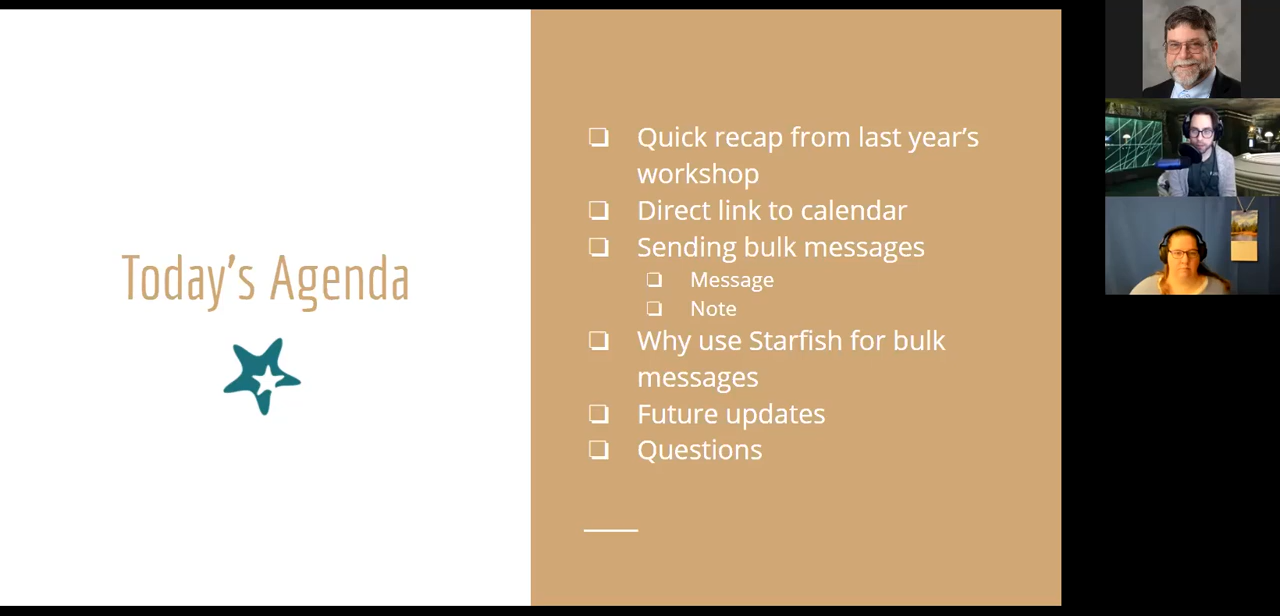 Today's Agenda
❏ Quick recap from last year's
workshop
❏ Direct link to calendar
❏ Sending bulk messages
❏ Message
❏ Note
❏ Why use Starfish for bulk
messages
❏ Future updates
❏ Questions